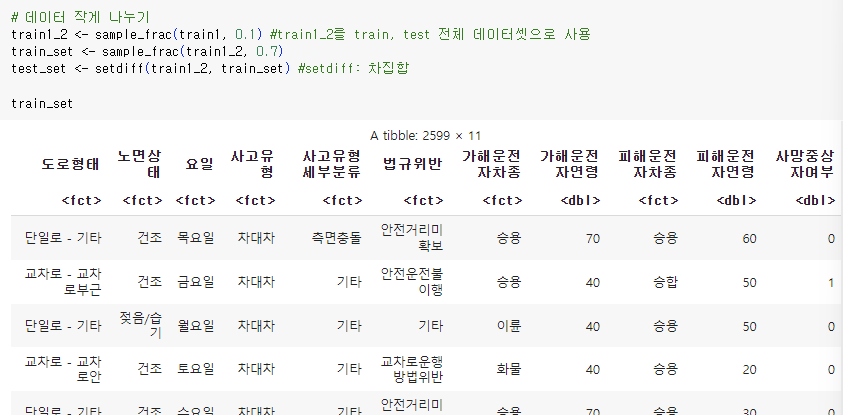 # 데이터 작게 나누기
train1_2 <- sample_frac(train1, 0.1) #train1_2를 train, test 전체 데이터셋으로 사용
train_set <- sample_frac(train1_2, 0.7)
test_set <- setdiff(train1_2, train_set) #setdiff: 차집합
train_set
A tibble: 2599 × 11
도로형태 노면상태 요일 사고유형 사고유형세부분류 법규위반 가해운전자차종 가해운전자연령 피해운전자차종 피해운전자연령 사망중상자여부
<fct> <fct> <fct> <fct> <fct> <fct> <fct> <dbl> <fct> <dbl> <dbl>
단일로 - 기타 건조 목요일 차대차 측면충돌 안전거리미확보 승용 70 승용 60 0
교차로 - 교차로부근 건조 금요일 차대차 기타 안전운전불이행 승용 40 승합 50 1
단일로 - 기타 젖음/습기 월요일 차대차 기타 기타 이륜 40 승용 50 0
교차로 - 교차로안 건조 토요일 차대차 기타 교차로운행방법위반 화물 40 승용 20 0
단일로 - 기타 건조 수요일 차대차 기타 안전거리미 승용 70 승용 30 0